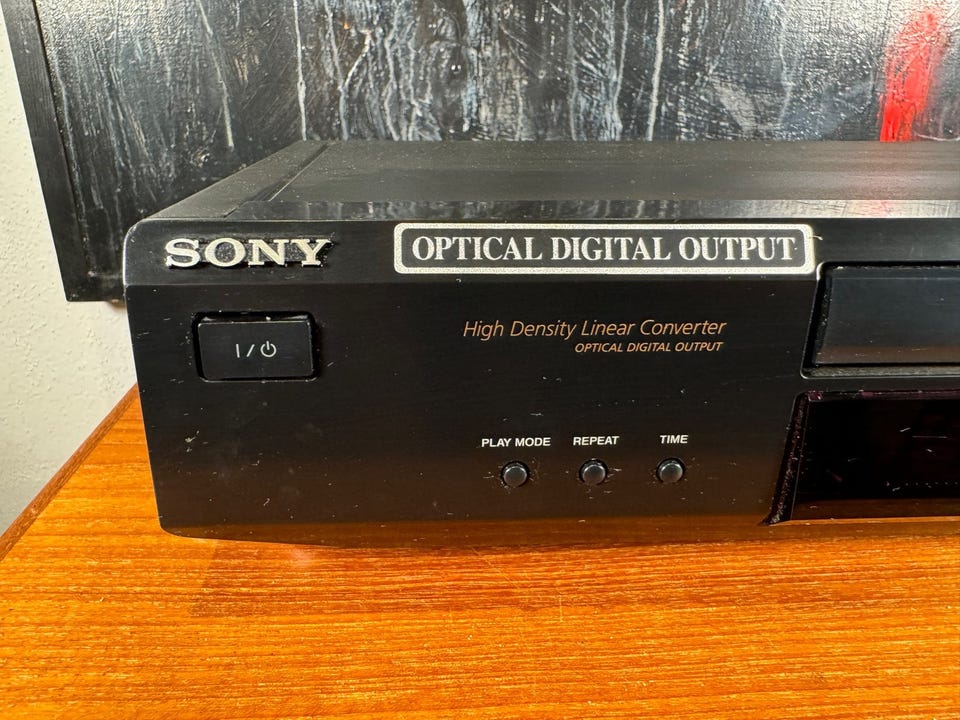 SONY
OPTICAL DIGITAL OUTPUT
High Density Linear Converter
OPTICAL DIGITAL OUTPUT
I/⏻
PLAY MODE REPEAT TIME